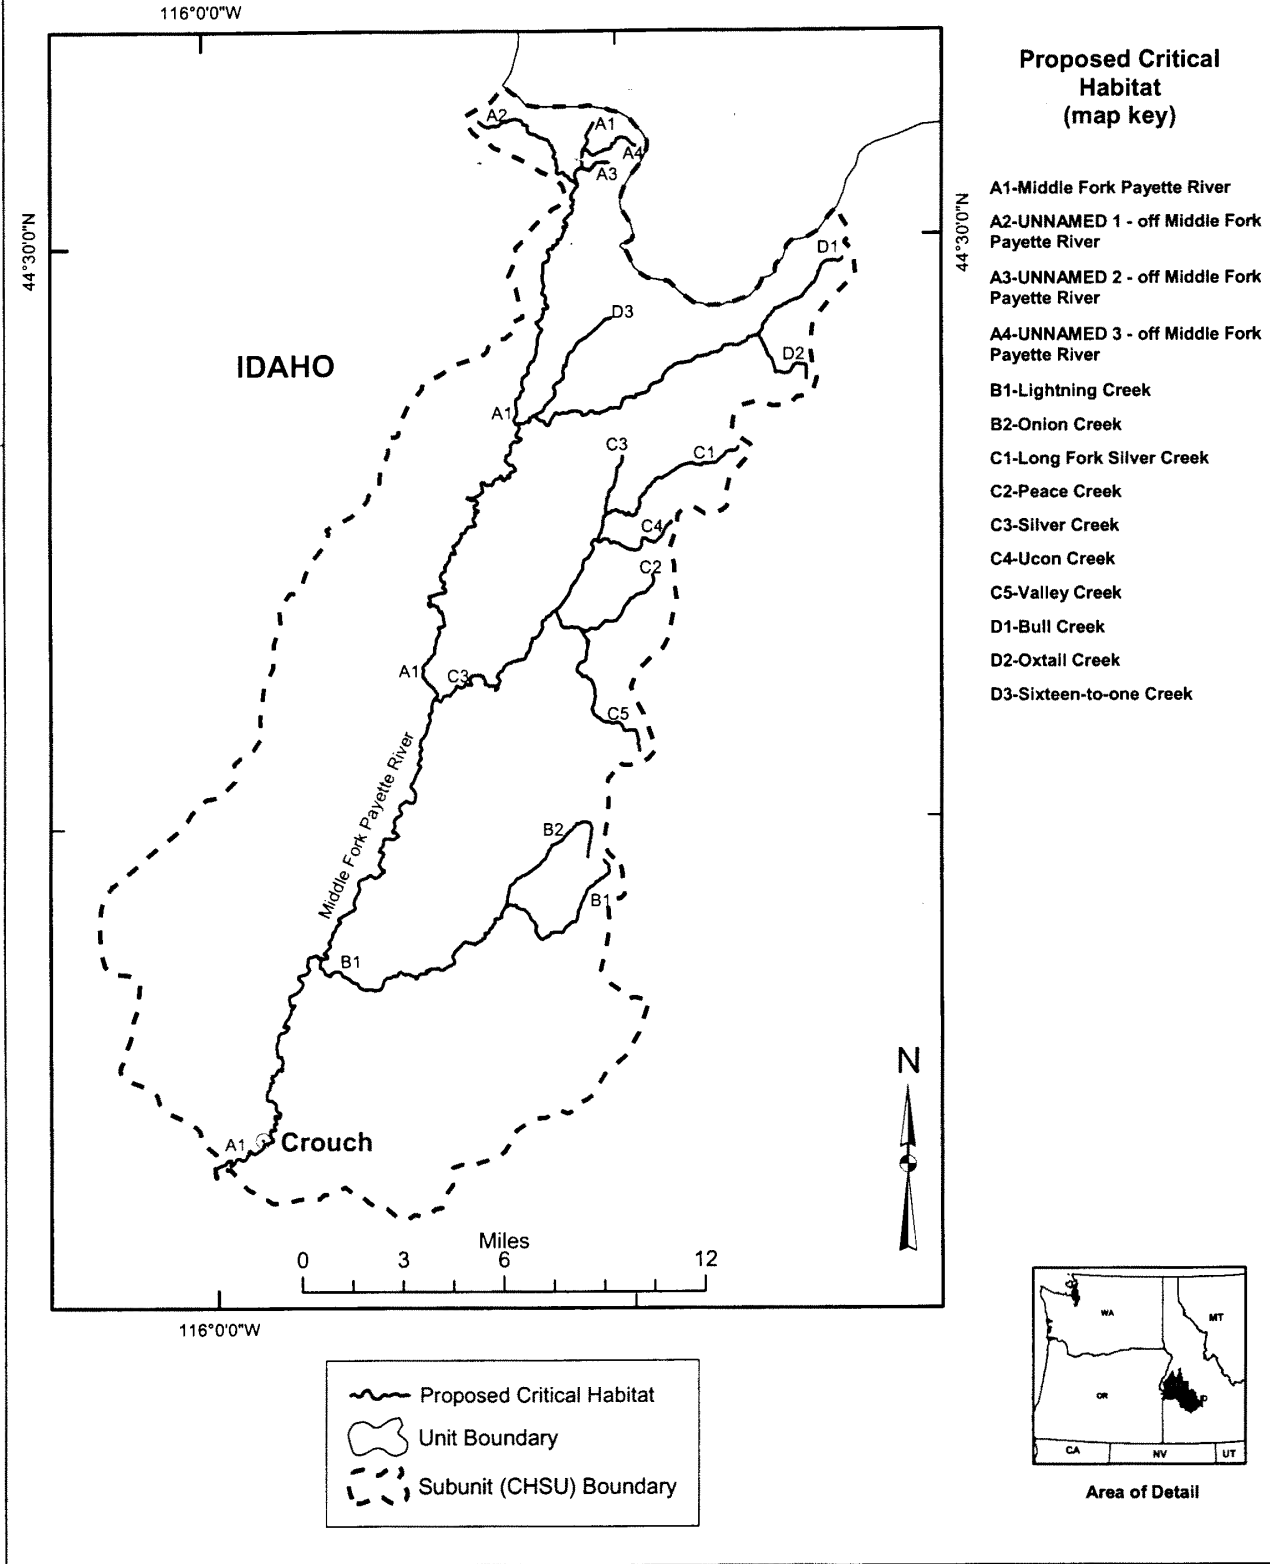 116°0'0"W
Proposed Critical
Habitat
(map key)
A1-Middle Fork Payette River
A2-UNNAMED 1 - off Middle Fork
Payette River
A3-UNNAMED 2 - off Middle Fork
Payette River
A4-UNNAMED 3 - off Middle Fork
Payette River
B1-Lightning Creek
B2-Onion Creek
C1-Long Fork Silver Creek
C2-Peace Creek
C3-Silver Creek
C4-Ucon Creek
C5-Valley Creek
D1-Bull Creek
D2-Oxtail Creek
D3-Sixteen-to-one Creek
44°30'0"N
44°30'0"N
A2
A1
A4
A3
D1
D3
IDAHO
D2
A1
C3
C1
C4
C2
A1
C3
C5
Middle Fork Payette River
B2
B1
B1
N
A1
Crouch
Miles
0 3 6 12
116°0'0"W
Proposed Critical Habitat
Unit Boundary
Subunit (CHSU) Boundary
WA
MT
OR
ID
CA
NV
UT
Area of Detail